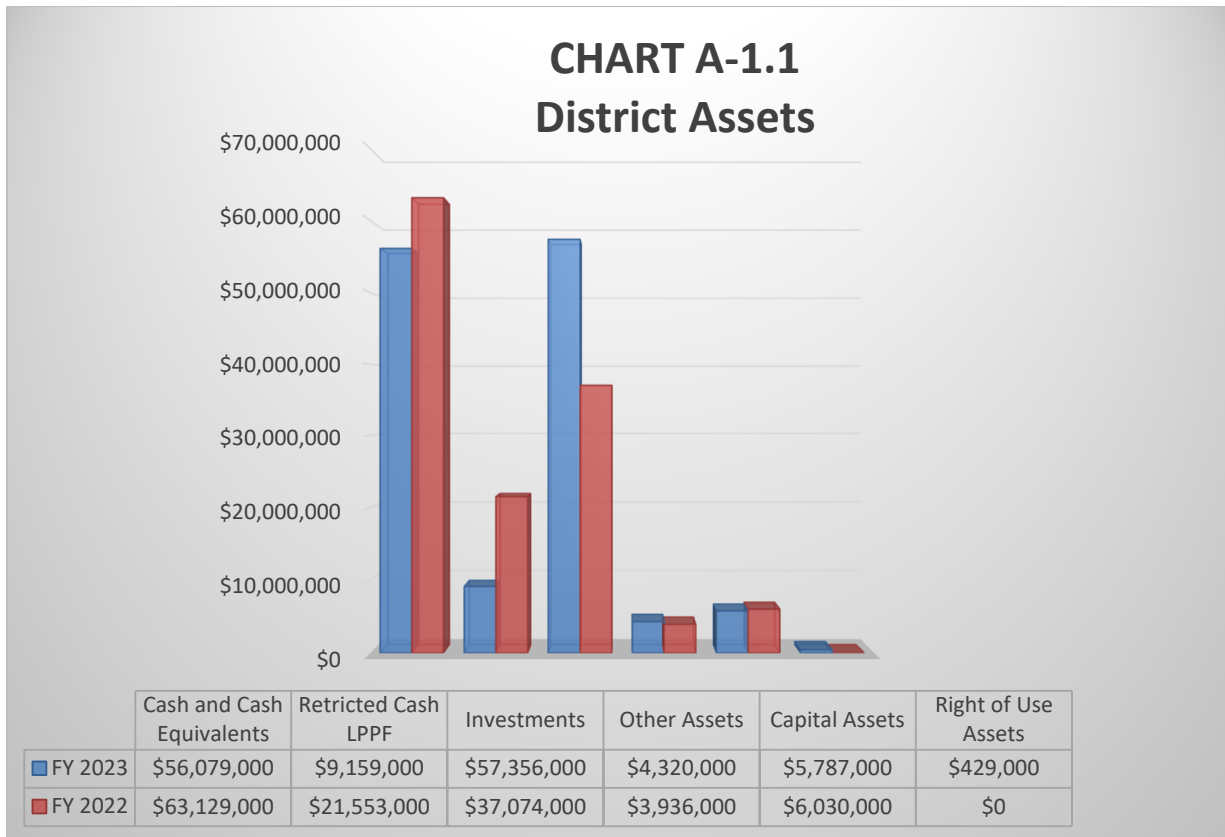 CHART A-1.1
District Assets
$70,000,000
$60,000,000
$50,000,000
$40,000,000
$30,000,000
$20,000,000
$10,000,000
$0
Cash and Cash Equivalents Retricted Cash LPPF Investments Other Assets Capital Assets Right of Use Assets
FY 2023 $56,079,000 $9,159,000 $57,356,000 $4,320,000 $5,787,000 $429,000
FY 2022 $63,129,000 $21,553,000 $37,074,000 $3,936,000 $6,030,000 $0